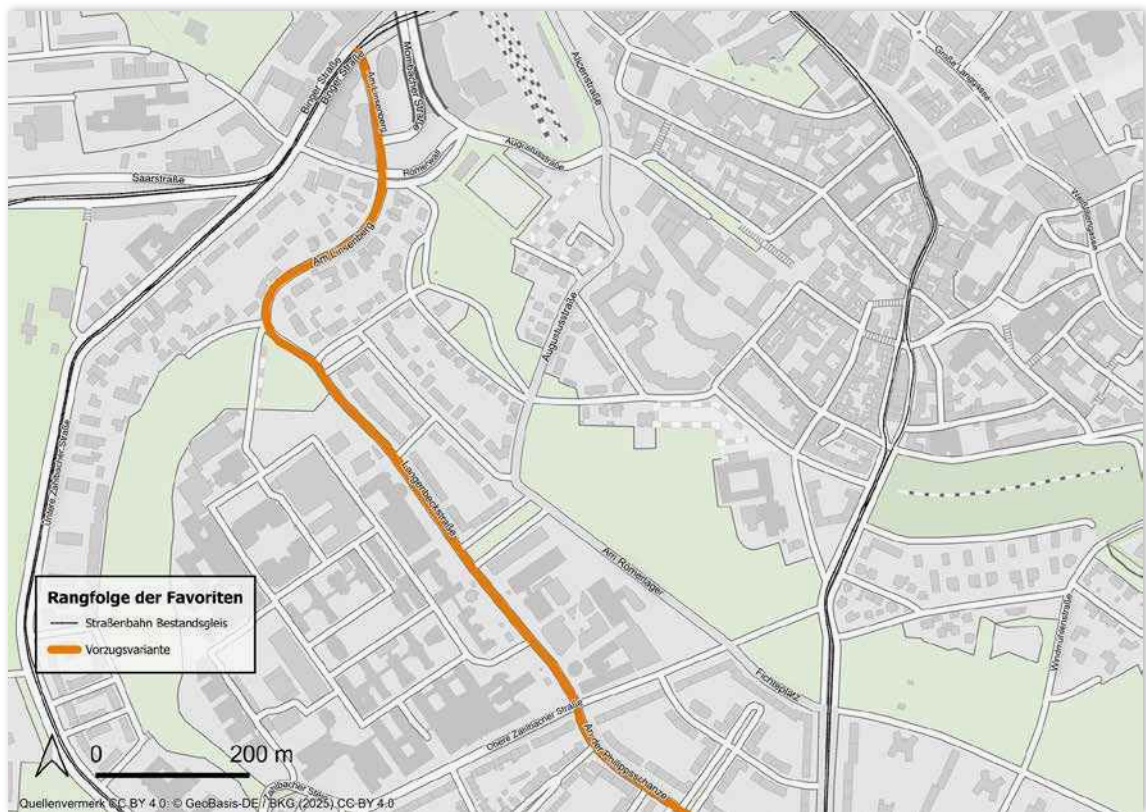 Binger Straße
Binger Straße
Am Linsenberg
Mombacher Straße
Alicenstraße
Große Langgasse
Saarstraße
Römerwall
Augustusstraße
Weißliliengasse
Am Linsenberg
Augustusstraße
Untere Zahlbacher Straße
Langenbeckstraße
Am Römerlager
Windmühlenstraße
Fichteplatz
Obere Zahlbacher Straße
An der Philippsschanze
Rangfolge der Favoriten
Straßenbahn Bestandsgleis
Vorzugsvariante
0 200 m
Quellenvermerk CC BY 4.0: © GeoBasis-DE / BKG (2025) CC BY 4.0